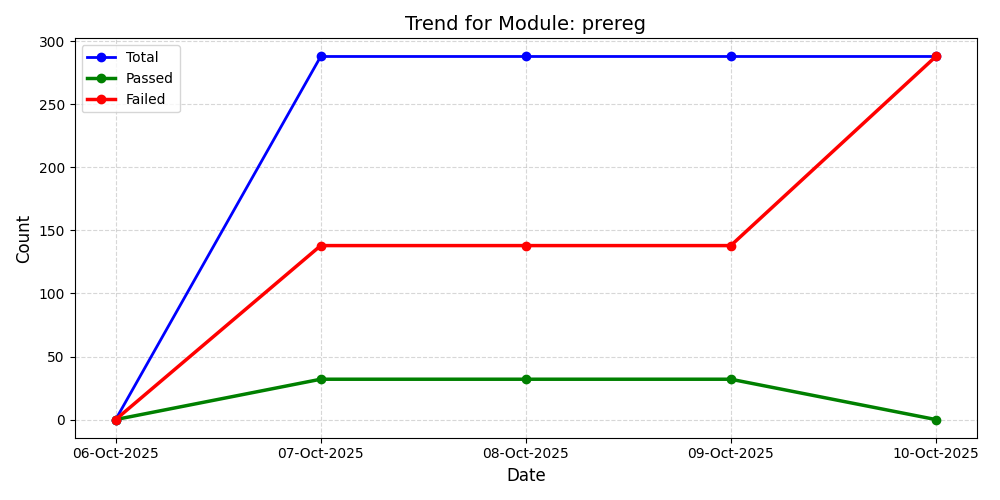 Trend for Module: prereg
Total
Passed
Failed
300
250
200
150
100
50
0
Count
06-Oct-2025
07-Oct-2025
08-Oct-2025
09-Oct-2025
10-Oct-2025
Date